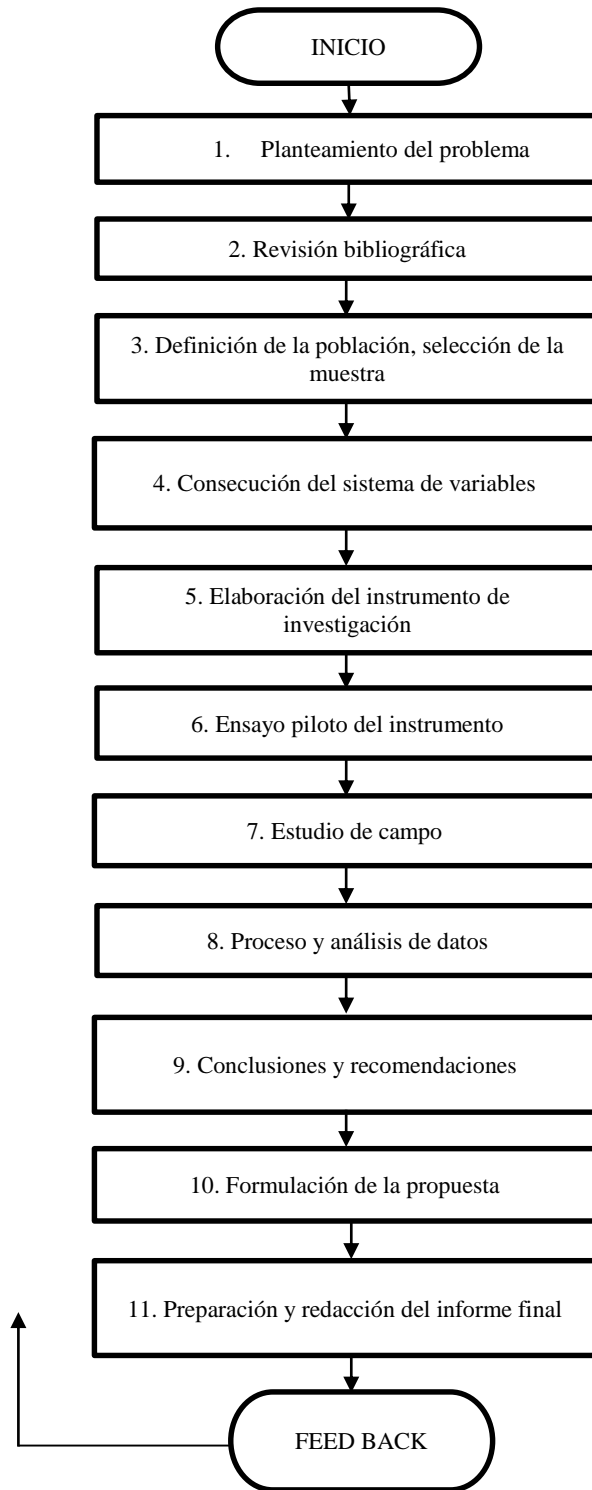 INICIO
1. Planteamiento del problema
2. Revisión bibliográfica
3. Definición de la población, selección de la
muestra
4. Consecución del sistema de variables
5. Elaboración del instrumento de
investigación
6. Ensayo piloto del instrumento
7. Estudio de campo
8. Proceso y análisis de datos
9. Conclusiones y recomendaciones
10. Formulación de la propuesta
11. Preparación y redacción del informe final
FEED BACK